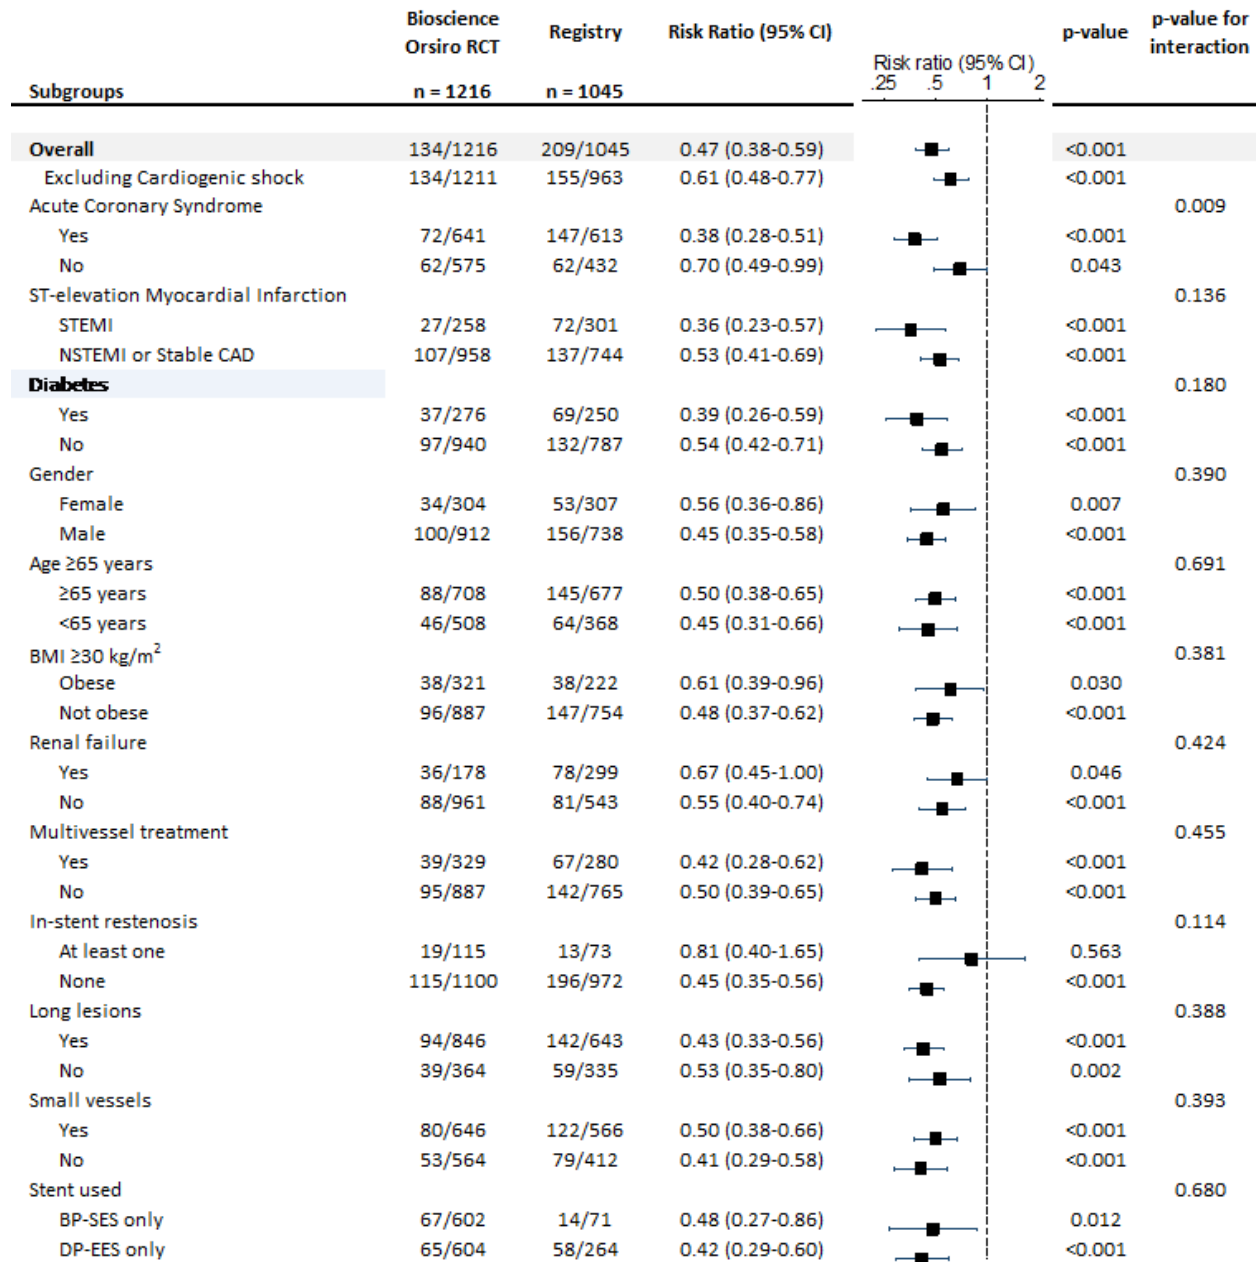 Bioscience Orsiro RCT Registry Risk Ratio (95% CI) p-value p-value for interaction
Risk ratio (95% CI)
Subgroups n = 1216 n = 1045 .25 .5 1 2
Overall 134/1216 209/1045 0.47 (0.38-0.59) <0.001
Excluding Cardiogenic shock 134/1211 155/963 0.61 (0.48-0.77) <0.001
Acute Coronary Syndrome 0.009
Yes 72/641 147/613 0.38 (0.28-0.51) <0.001
No 62/575 62/432 0.70 (0.49-0.99) 0.043
ST-elevation Myocardial Infarction 0.136
STEMI 27/258 72/301 0.36 (0.23-0.57) <0.001
NSTEMI or Stable CAD 107/958 137/744 0.53 (0.41-0.69) <0.001
Diabetes 0.180
Yes 37/276 69/250 0.39 (0.26-0.59) <0.001
No 97/940 132/787 0.54 (0.42-0.71) <0.001
Gender 0.390
Female 34/304 53/307 0.56 (0.36-0.86) 0.007
Male 100/912 156/738 0.45 (0.35-0.58) <0.001
Age ≥65 years 0.691
≥65 years 88/708 145/677 0.50 (0.38-0.65) <0.001
<65 years 46/508 64/368 0.45 (0.31-0.66) <0.001
BMI ≥30 kg/m² 0.381
Obese 38/321 38/222 0.61 (0.39-0.96) 0.030
Not obese 96/887 147/754 0.48 (0.37-0.62) <0.001
Renal failure 0.424
Yes 36/178 78/299 0.67 (0.45-1.00) 0.046
No 88/961 81/543 0.55 (0.40-0.74) <0.001
Multivessel treatment 0.455
Yes 39/329 67/280 0.42 (0.28-0.62) <0.001
No 95/887 142/765 0.50 (0.39-0.65) <0.001
In-stent restenosis 0.114
At least one 19/115 13/73 0.81 (0.40-1.65) 0.563
None 115/1100 196/972 0.45 (0.35-0.56) <0.001
Long lesions 0.388
Yes 94/846 142/643 0.43 (0.33-0.56) <0.001
No 39/364 59/335 0.53 (0.35-0.80) 0.002
Small vessels 0.393
Yes 80/646 122/566 0.50 (0.38-0.66) <0.001
No 53/564 79/412 0.41 (0.29-0.58) <0.001
Stent used 0.680
BP-SES only 67/602 14/71 0.48 (0.27-0.86) 0.012
DP-EES only 65/604 58/264 0.42 (0.29-0.60) <0.001